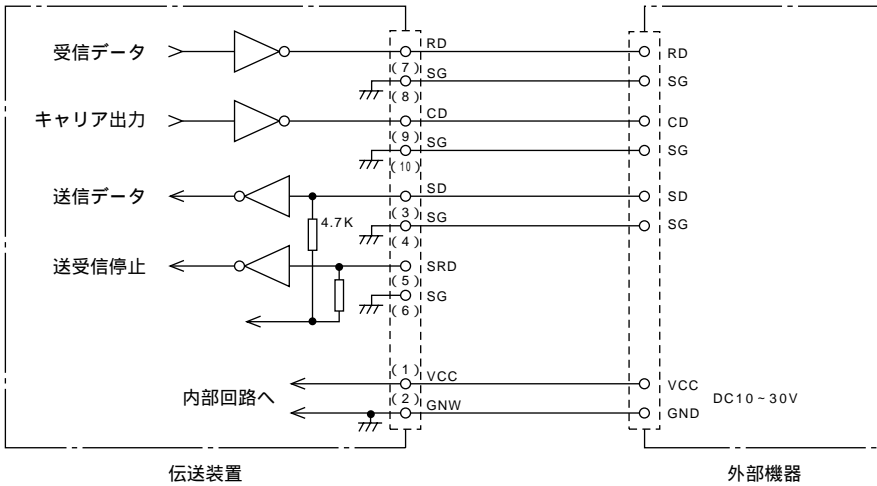 受信データ
RD
RD
(7)
SG
SG
(8)
キャリア出力
CD
CD
(9)
SG
SG
(10)
送信データ
SD
SD
(3)
4.7K
SG
SG
(4)
送受信停止
SRD
(5)
SG
(6)
(1)
VCC
VCC
内部回路へ
(2)
DC10~30V
GNW
GND
伝送装置
外部機器